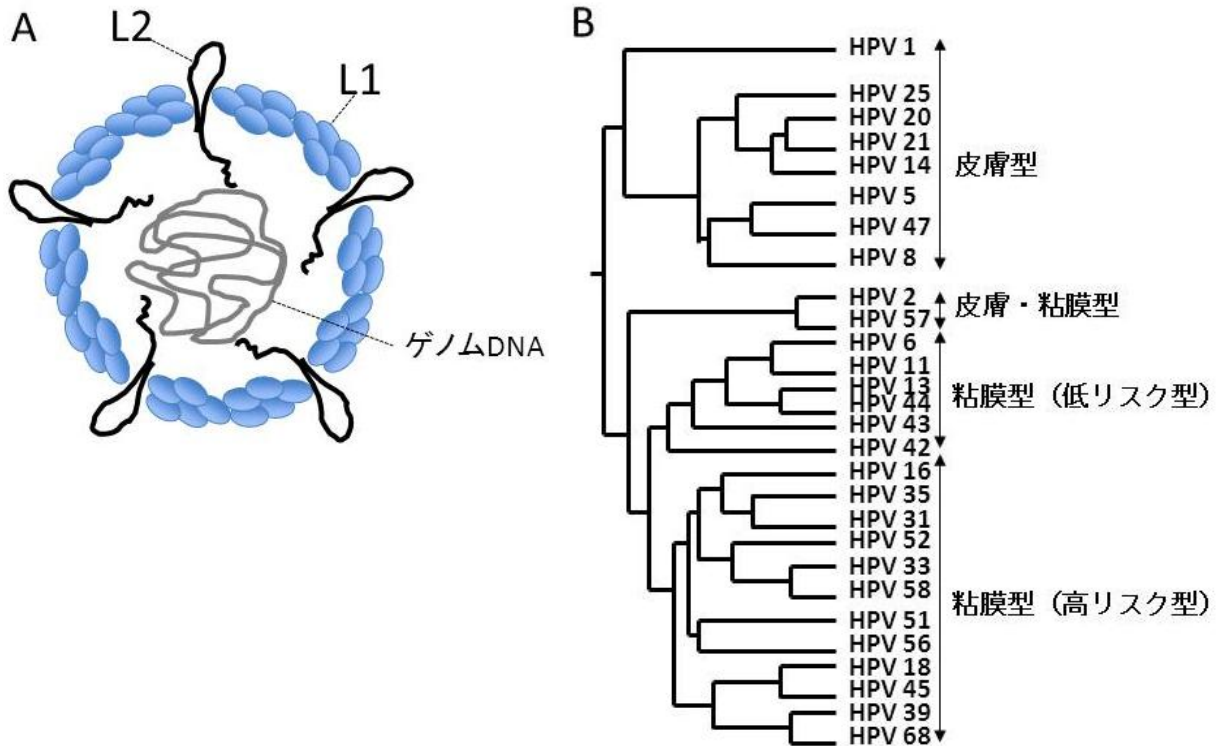 A
L2
L1
ゲノムDNA
B
HPV 1
HPV 25
HPV 20
HPV 21
HPV 14
HPV 5
HPV 47
HPV 8
皮膚型
HPV 2
HPV 57
皮膚・粘膜型
HPV 6
HPV 11
HPV 13
HPV 44
HPV 43
HPV 42
粘膜型（低リスク型）
HPV 16
HPV 35
HPV 31
HPV 52
HPV 33
HPV 58
HPV 51
HPV 56
HPV 18
HPV 45
HPV 39
HPV 68
粘膜型（高リスク型）